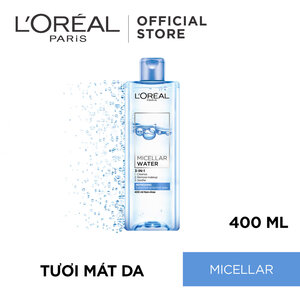 L'ORÉAL
PARIS
OFFICIAL
STORE
L'ORÉAL
MICELLAR
WATER
3-IN-1
400 ML
TƯƠI MÁT DA
MICELLAR